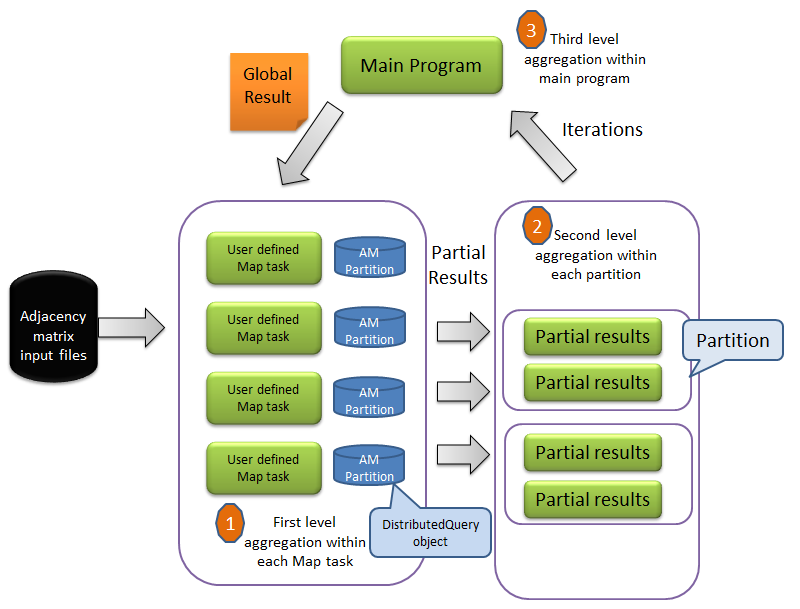 3
Third level
aggregation within
main program
Main Program
Global
Result
Iterations
2
Second level
aggregation within
each partition
User defined
Map task
AM
Partition
Partial
Results
User defined
Map task
AM
Partition
User defined
Map task
AM
Partition
User defined
Map task
AM
Partition
Adjacency
matrix
input files
Partial results
Partial results
Partition
Partial results
Partial results
1
First level
aggregation within
each Map task
DistributedQuery
object